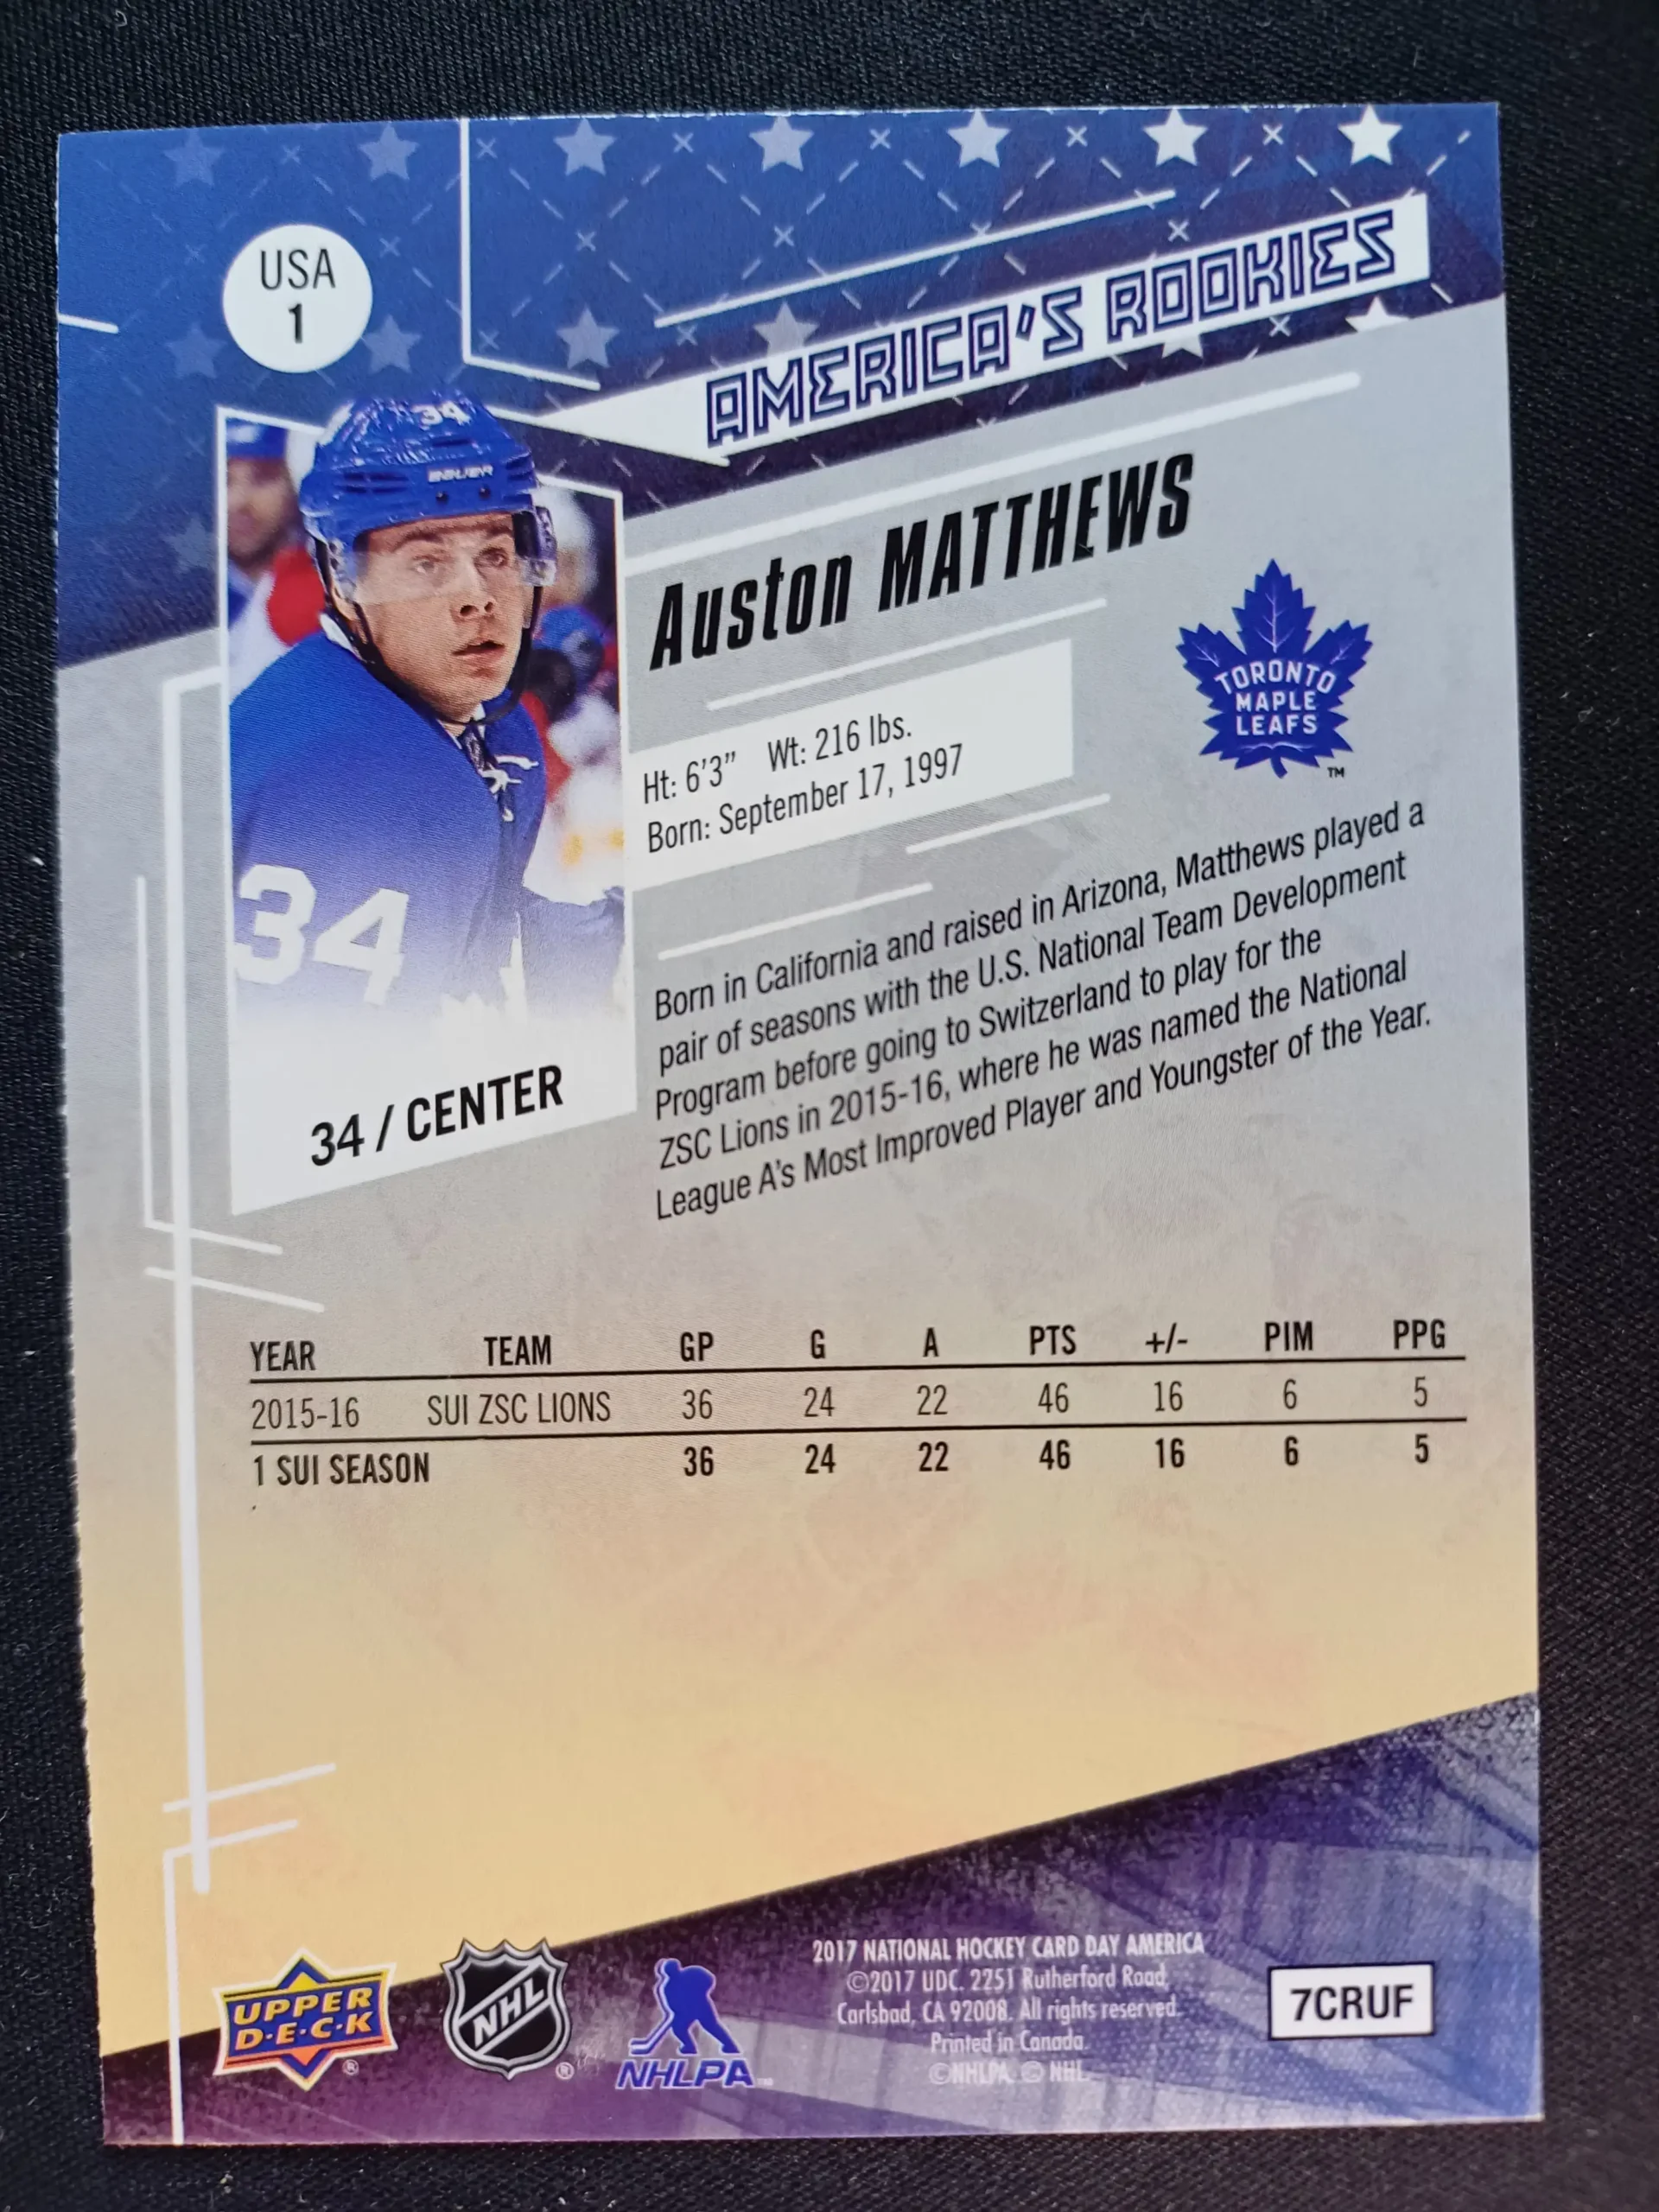 USA
1
AMERICA'S ROOKIES
34
BAUER
Auston MATTHEWS
TORONTO
MAPLE
LEAFS
TM
Ht: 6'3" Wt: 216 lbs.
Born: September 17, 1997
34
34 / CENTER
Born in California and raised in Arizona, Matthews played a
pair of seasons with the U.S. National Team Development
Program before going to Switzerland to play for the
ZSC Lions in 2015-16, where he was named the National
League A's Most Improved Player and Youngster of the Year.
YEAR TEAM GP G A PTS +/- PIM PPG
2015-16 SUI ZSC LIONS 36 24 22 46 16 6 5
1 SUI SEASON 36 24 22 46 16 6 5
UPPER
D·E·C·K
®
NHL
®
NHLPA
2017 NATIONAL HOCKEY CARD DAY AMERICA
©2017 UDC. 2251 Rutherford Road,
Carlsbad, CA 92008. All rights reserved.
Printed in Canada.
©NHLPA. © NHL.
7CRUF